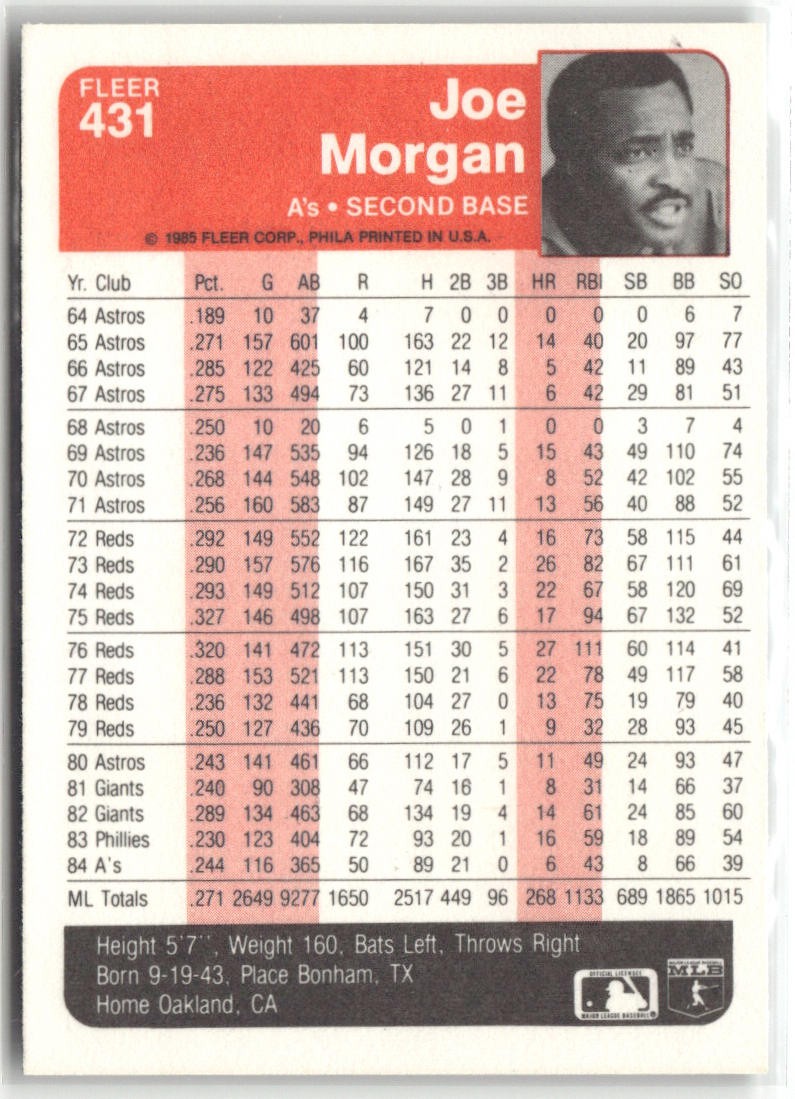 FLEER
431
Joe
Morgan
A's • SECOND BASE
© 1985 FLEER CORP., PHILA PRINTED IN U.S.A.
Yr. Club Pct. G AB R H 2B 3B HR RBI SB BB SO
64 Astros .189 10 37 4 7 0 0 0 0 0 6 7
65 Astros .271 157 601 100 163 22 12 14 40 20 97 77
66 Astros .285 122 425 60 121 14 8 5 42 11 89 43
67 Astros .275 133 494 73 136 27 11 6 42 29 81 51
68 Astros .250 10 20 6 5 0 1 0 0 3 7 4
69 Astros .236 147 535 94 126 18 5 15 43 49 110 74
70 Astros .268 144 548 102 147 28 9 8 52 42 102 55
71 Astros .256 160 583 87 149 27 11 13 56 40 88 52
72 Reds .292 149 552 122 161 23 4 16 73 58 115 44
73 Reds .290 157 576 116 167 35 2 26 82 67 111 61
74 Reds .293 149 512 107 150 31 3 22 67 58 120 69
75 Reds .327 146 498 107 163 27 6 17 94 67 132 52
76 Reds .320 141 472 113 151 30 5 27 111 60 114 41
77 Reds .288 153 521 113 150 21 6 22 78 49 117 58
78 Reds .236 132 441 68 104 27 0 13 75 19 79 40
79 Reds .250 127 436 70 109 26 1 9 32 28 93 45
80 Astros .243 141 461 66 112 17 5 11 49 24 93 47
81 Giants .240 90 308 47 74 16 1 8 31 14 66 37
82 Giants .289 134 463 68 134 19 4 14 61 24 85 60
83 Phillies .230 123 404 72 93 20 1 16 59 18 89 54
84 A's .244 116 365 50 89 21 0 6 43 8 66 39
ML Totals .271 2649 9277 1650 2517 449 96 268 1133 689 1865 1015
Height 5'7'', Weight 160, Bats Left, Throws Right
Born 9-19-43, Place Bonham, TX
Home Oakland, CA
OFFICIAL LICENSEE
MAJOR LEAGUE BASEBALL
MAJOR LEAGUE BASEBALL
MLB